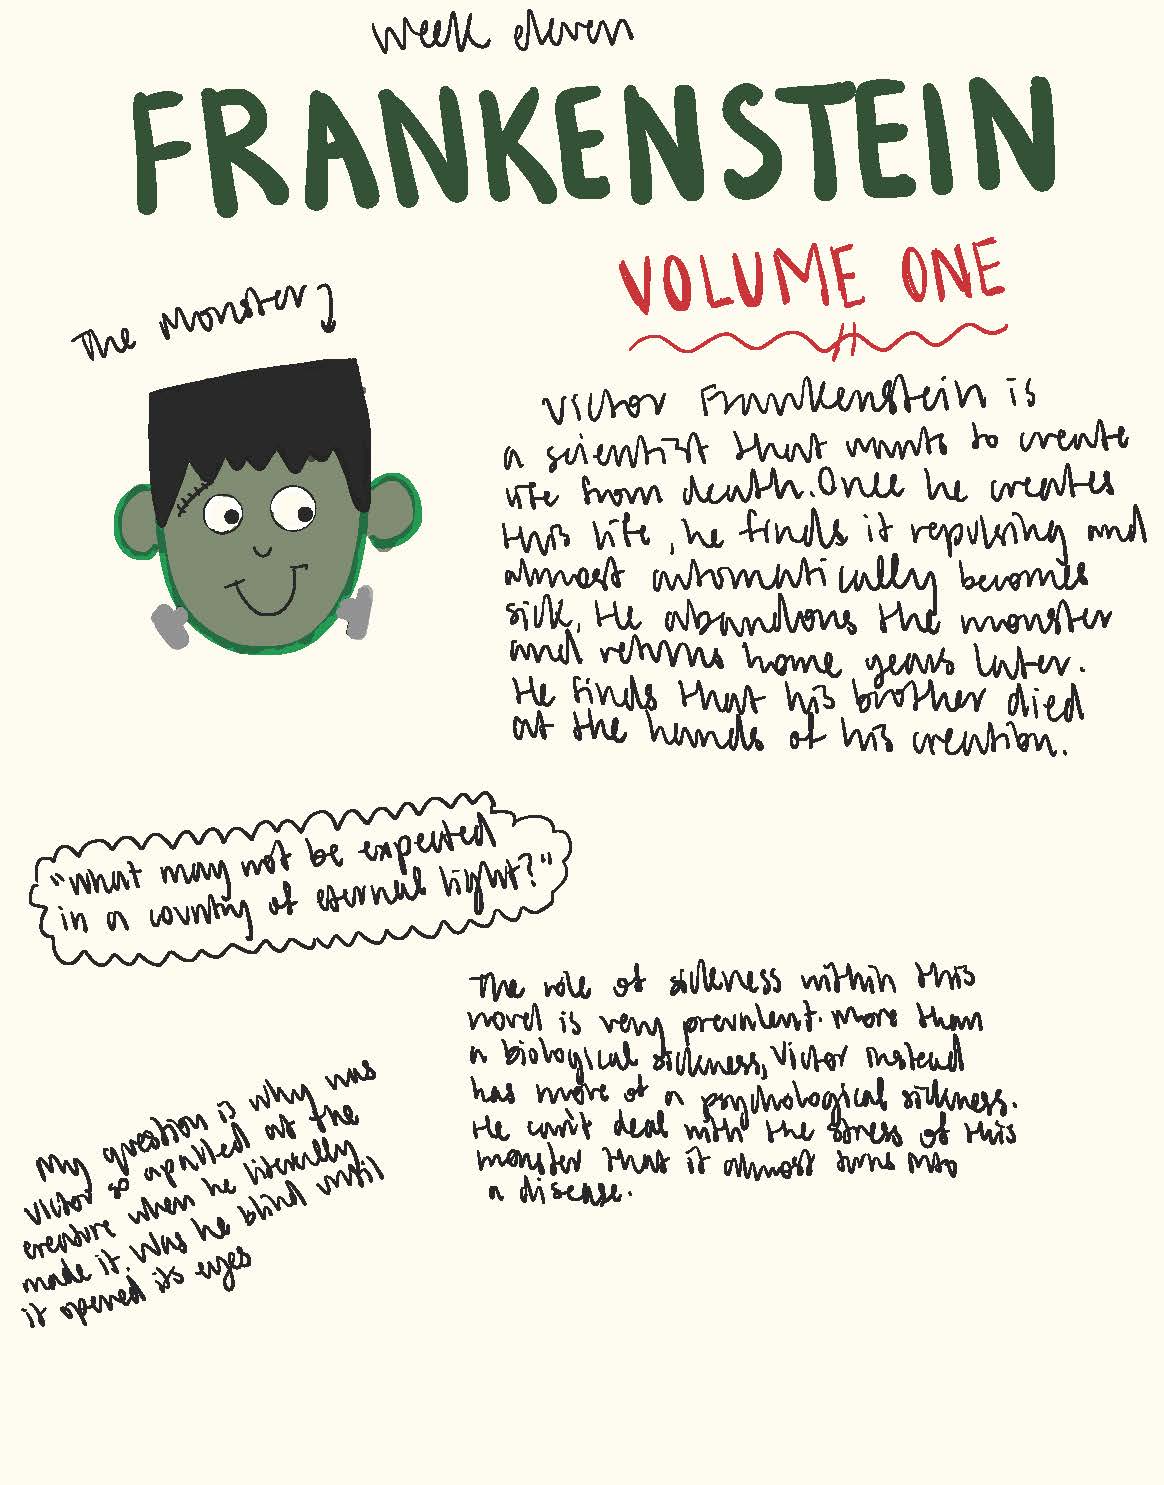 week eleven
FRANKENSTEIN
VOLUME ONE
The Monster
Victor Frankenstein is
a scientist that wants to create
life from death. Once he creates
this life, he finds it repulsing and
almost automatically becomes
sick. He abandons the monster
and returns home years later.
He finds that his brother died
at the hands of his creation.
"What may not be expected
in a country of eternal light?"
The role of sickness within this
novel is very prevalent. More than
a biological sickness, Victor instead
has more of a psychological sickness.
He can't deal with the stress of this
monster that it almost turns into
a disease.
My question is why was
Victor so apalled at the
creature when he literally
made it. Was he blind until
it opened its eyes